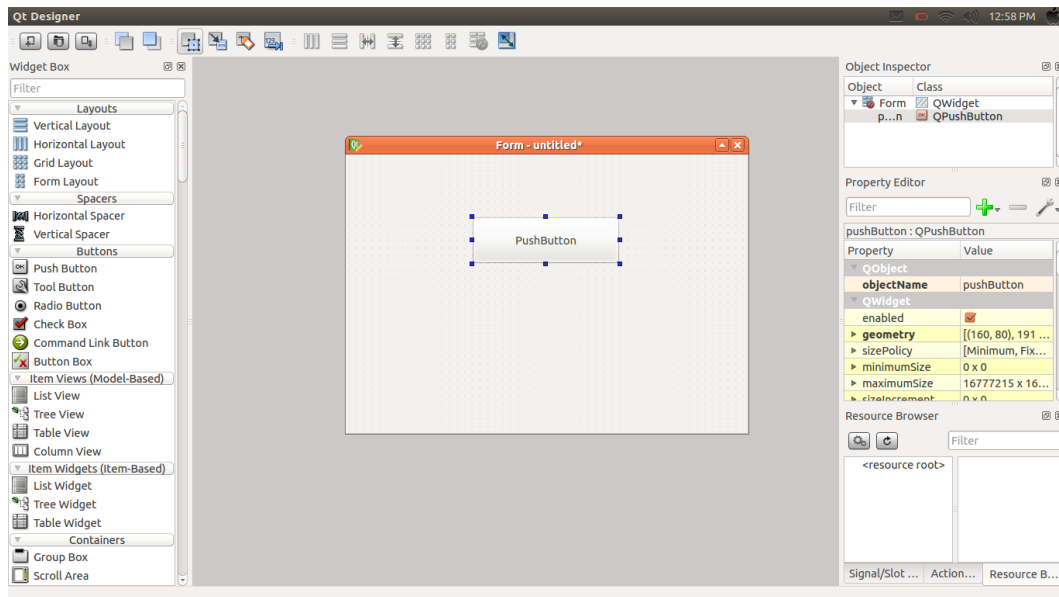 Qt Designer
12:58 PM
Widget Box
Filter
Layouts
Vertical Layout
Horizontal Layout
Grid Layout
Form Layout
Spacers
Horizontal Spacer
Vertical Spacer
Buttons
Push Button
Tool Button
Radio Button
Check Box
Command Link Button
Button Box
Item Views (Model-Based)
List View
Tree View
Table View
Column View
Item Widgets (Item-Based)
List Widget
Tree Widget
Table Widget
Containers
Group Box
Scroll Area
Form - untitled*
PushButton
Object Inspector
Object Class
Form QWidget
p...n QPushButton
Property Editor
Filter
pushButton : QPushButton
Property Value
QObject
objectName pushButton
QWidget
enabled
geometry [(160, 80), 191 ...
sizePolicy [Minimum, Fix...
minimumSize 0 x 0
maximumSize 16777215 x 16...
sizeIncrement 0 x 0
Resource Browser
Filter
<resource root>
Signal/Slot ... Action... Resource B...